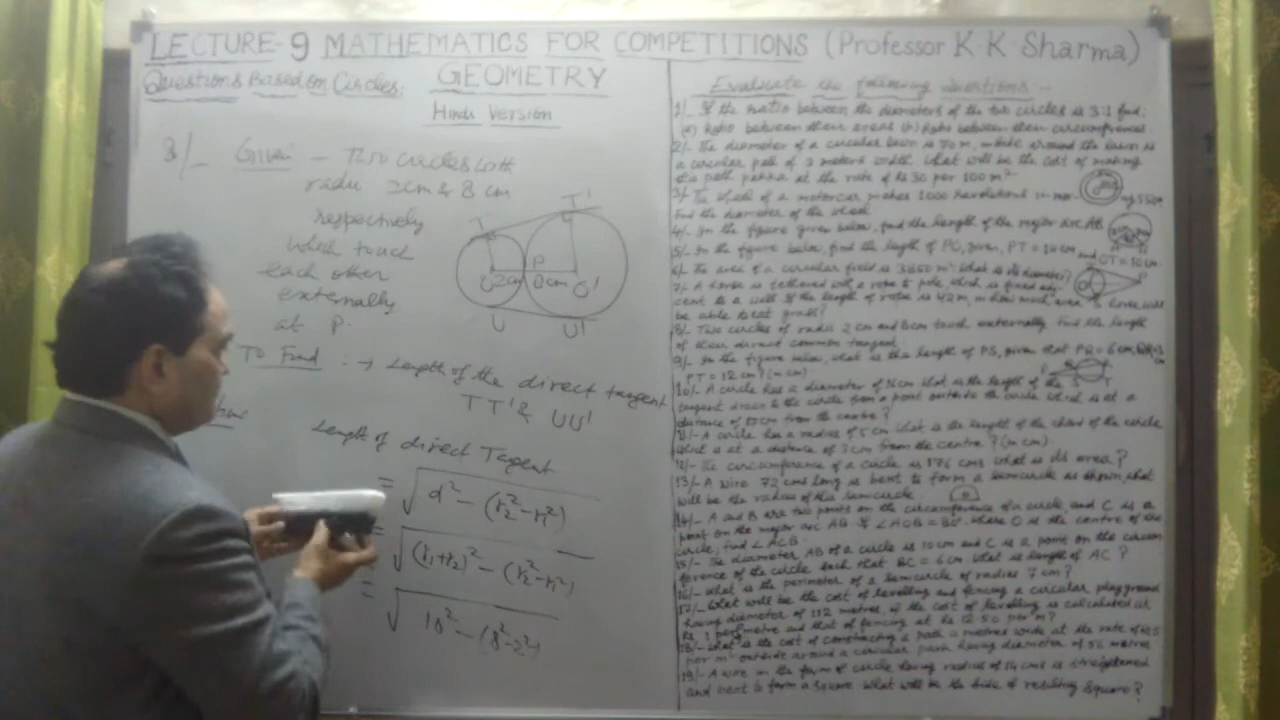 LECTURE-9 MATHEMATICS FOR COMPETITIONS (Professor K K Sharma)
Questions Based on Circles:
GEOMETRY
Hindi Version
8/- Given - Two circles with
radii 2cm & 8 cm
respectively
which touch
each other
externally
at P.
T T'
P
O 2cm 8cm O'
U U'
To Find :→ Length of the direct tangent
TT' & UU'
Length of direct Tangent
= √d² - (r₂² - r₁²)
= √(r₁+r₂)² - (r₂² - r₁²)
= √10² - (8² - 2²)
Evaluate the following Questions -
1/- If the ratio between the diameters of the two circles is 3:1 find:
(a) Ratio between their areas (b) Ratio between their circumferences
2/- The diameter of a circular lawn is 70 m, outside around the lawn is
a circular path of 3 meters width. What will be the cost of making
this path pakka at the rate of Rs 30 per 100 m²
3/- The wheel of a motorcar makes 1000 revolutions in
Find the diameter of the wheel
4/- In the figure given below, find the length of the major arc AB
5/- In the figure below, find the length of PO, given, PT = 14 cm and OT = 10 cm.
6/- The area of a circular field is 3850 m² What is its diameter?
7/- A horse is tethered with a rope to pole, which is fixed adja
cent to a wall If the length of rope is 42 m, in how much area horse will
be able to eat grass?
8/- Two circles of radii 2 cm and 8 cm touch externally Find the length
of their direct common tangent.
9/- In the figure below, what is the length of PS, given that PQ = 6 cm,
PT = 12 cm? (in cm)
10/- A circle has a diameter of 16 cm What is the length of the
tangent drawn to the circle from a point outside the circle which is at a
distance of 10 cm from the centre?
11/- A circle has a radius of 5 cm What is the length of the chord of the circle
which is at a distance of 3 cm from the centre? (in cm)
12/- The circumference of a circle is 176 cms What is its area?
13/- A wire 72 cms long is bent to form a semicircle as shown, what
will be the radius of this semicircle
14/- A and B are two points on the circumference of a circle, and C is a
point on the major arc AB If ∠AOB = 80°, where O is the centre of the
circle; find ∠ACB
15/- The diameter AB of a circle is 10 cm and C is a point on the circum
ference of the circle such that BC = 6 cm What is length of AC?
16/- What is the perimeter of a semicircle of radius 7 cm?
17/- What will be the cost of levelling and fencing a circular playground
having diameter of 112 metres, if the cost of levelling is calculated at
Rs 1 per metre and that of fencing at Rs 12.50 per m?
18/- What is the cost of constructing a path metres wide at the rate of Rs 5
per m² outside around a circular park having diameter of 56 metres
19/- A wire in the form of circle having radius of 14 cms is straightened
and bent to form a square What will be the side of resulting square?